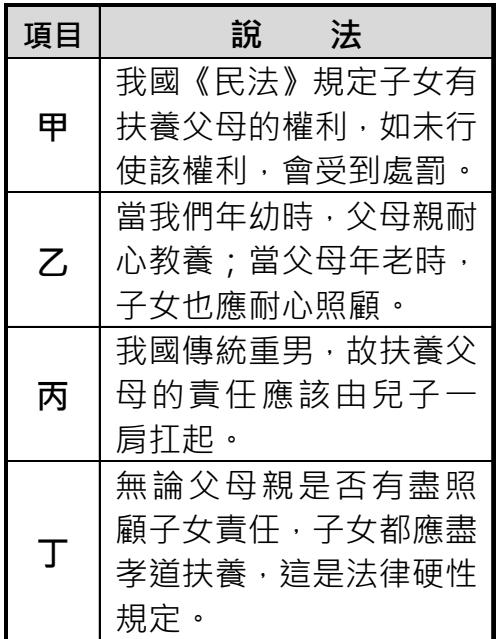 項目 說 法
甲 我國《民法》規定子女有
扶養父母的權利，如未行
使該權利，會受到處罰。
乙 當我們年幼時，父母親耐
心教養；當父母年老時，
子女也應耐心照顧。
丙 我國傳統重男，故扶養父
母的責任應該由兒子一
肩扛起。
丁 無論父母親是否有盡照
顧子女責任，子女都應盡
孝道扶養，這是法律硬性
規定。